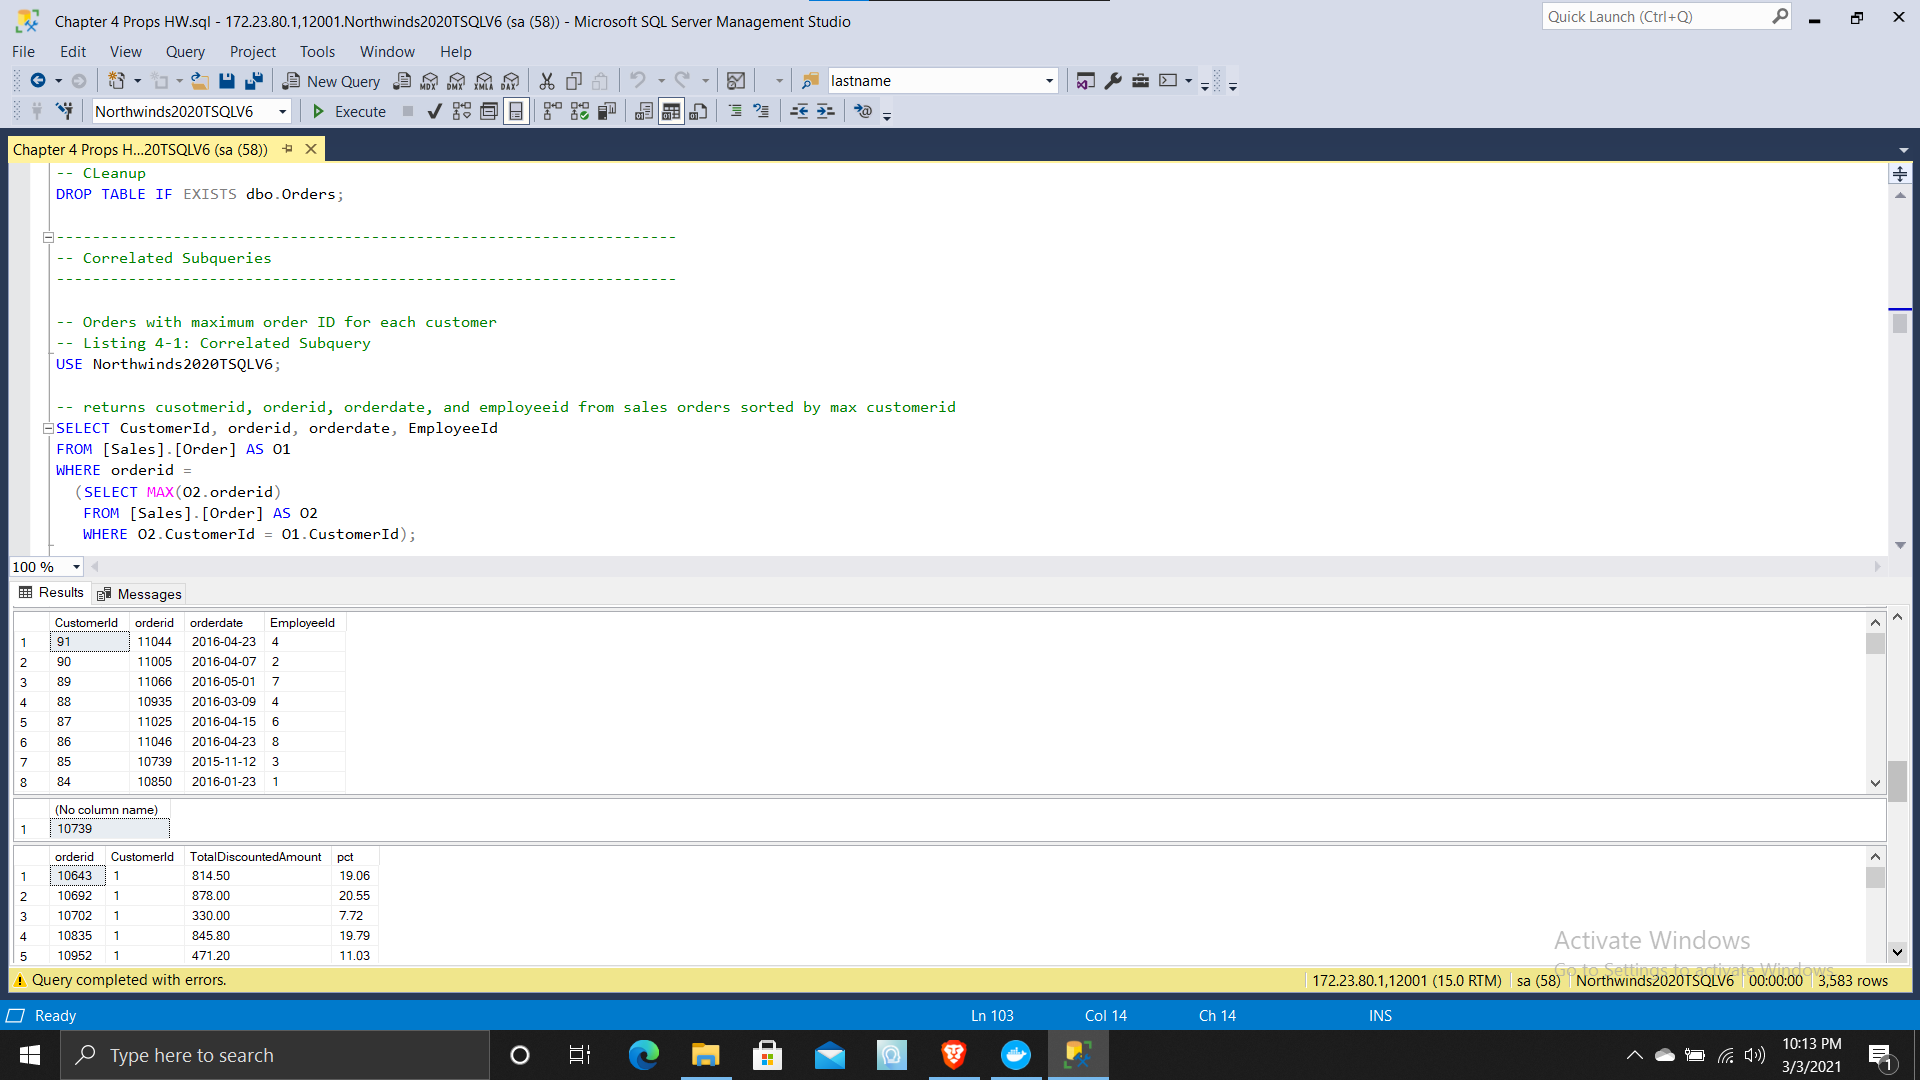 Chapter 4 Props HW.sql - 172.23.80.1,12001.Northwinds2020TSQLV6 (sa (58)) - Microsoft SQL Server Management Studio
Quick Launch (Ctrl+Q)
File Edit View Query Project Tools Window Help
New Query MDX DMX XMLA DAX lastname
Northwinds2020TSQLV6 Execute
Chapter 4 Props H...20TSQLV6 (sa (58))
-- CLeanup
DROP TABLE IF EXISTS dbo.Orders;
---------------------------------------------------------------------
-- Correlated Subqueries
---------------------------------------------------------------------
-- Orders with maximum order ID for each customer
-- Listing 4-1: Correlated Subquery
USE Northwinds2020TSQLV6;
-- returns cusotmerid, orderid, orderdate, and employeeid from sales orders sorted by max customerid
SELECT CustomerId, orderid, orderdate, EmployeeId
FROM [Sales].[Order] AS O1
WHERE orderid =
(SELECT MAX(O2.orderid)
FROM [Sales].[Order] AS O2
WHERE O2.CustomerId = O1.CustomerId);
100 %
Results Messages
CustomerId orderid orderdate EmployeeId
1 91 11044 2016-04-23 4
2 90 11005 2016-04-07 2
3 89 11066 2016-05-01 7
4 88 10935 2016-03-09 4
5 87 11025 2016-04-15 6
6 86 11046 2016-04-23 8
7 85 10739 2015-11-12 3
8 84 10850 2016-01-23 1
(No column name)
1 10739
orderid CustomerId TotalDiscountedAmount pct
1 10643 1 814.50 19.06
2 10692 1 878.00 20.55
3 10702 1 330.00 7.72
4 10835 1 845.80 19.79
5 10952 1 471.20 11.03
Activate Windows
Go to Settings to activate Windows.
Query completed with errors.
172.23.80.1,12001 (15.0 RTM) sa (58) Northwinds2020TSQLV6 00:00:00 3,583 rows
Ready Ln 103 Col 14 Ch 14 INS
Type here to search
10:13 PM
3/3/2021
1